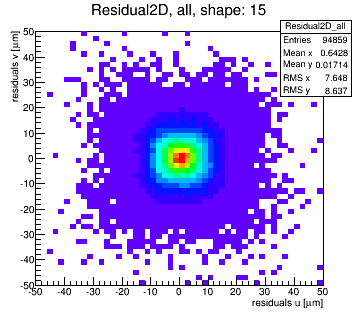 Residual2D, all, shape: 15
Residual2D_all
Entries 94859
Mean x 0.6428
Mean y 0.01714
RMS x 7.648
RMS y 8.637
residuals v [μm]
50
40
30
20
10
0
-10
-20
-30
-40
-50
-50 -40 -30 -20 -10 0 10 20 30 40 50
residuals u [μm]